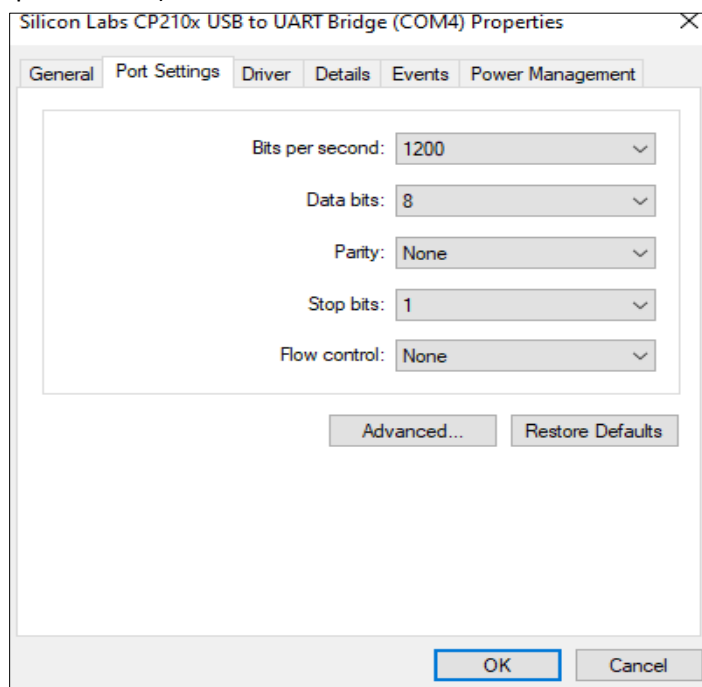 Silicon Labs CP210x USB to UART Bridge (COM4) Properties
General Port Settings Driver Details Events Power Management
Bits per second: 1200
Data bits: 8
Parity: None
Stop bits: 1
Flow control: None
Advanced... Restore Defaults
OK Cancel